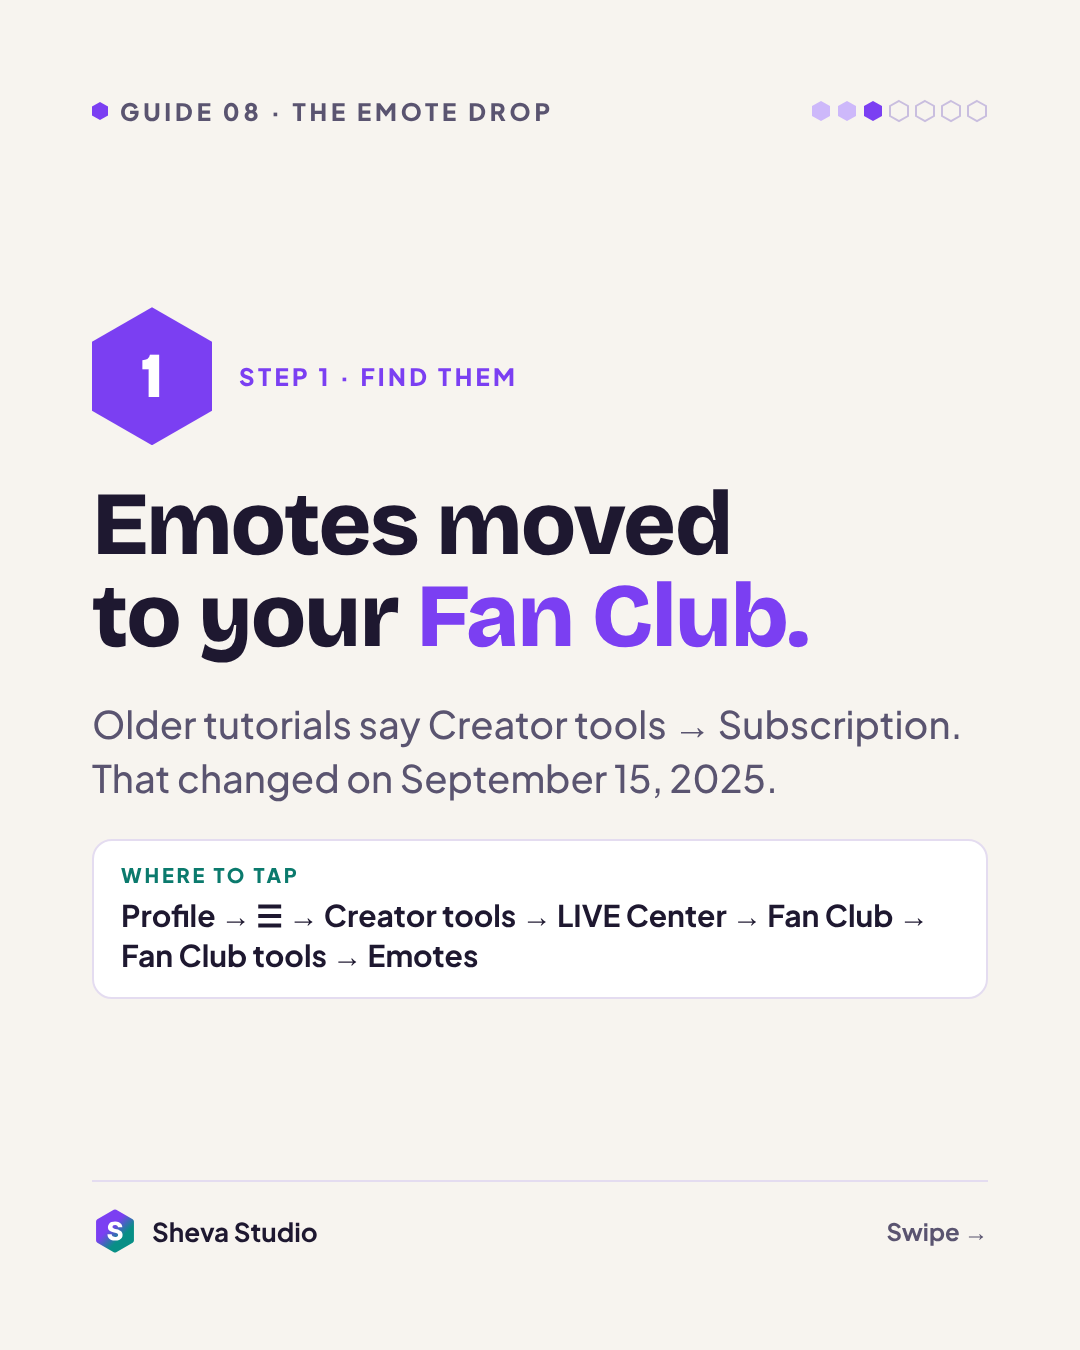 GUIDE 08 · THE EMOTE DROP
1
STEP 1 · FIND THEM
Emotes moved
to your Fan Club.
Older tutorials say Creator tools → Subscription.
That changed on September 15, 2025.
WHERE TO TAP
Profile → ☰ → Creator tools → LIVE Center → Fan Club →
Fan Club tools → Emotes
S Sheva Studio
Swipe →